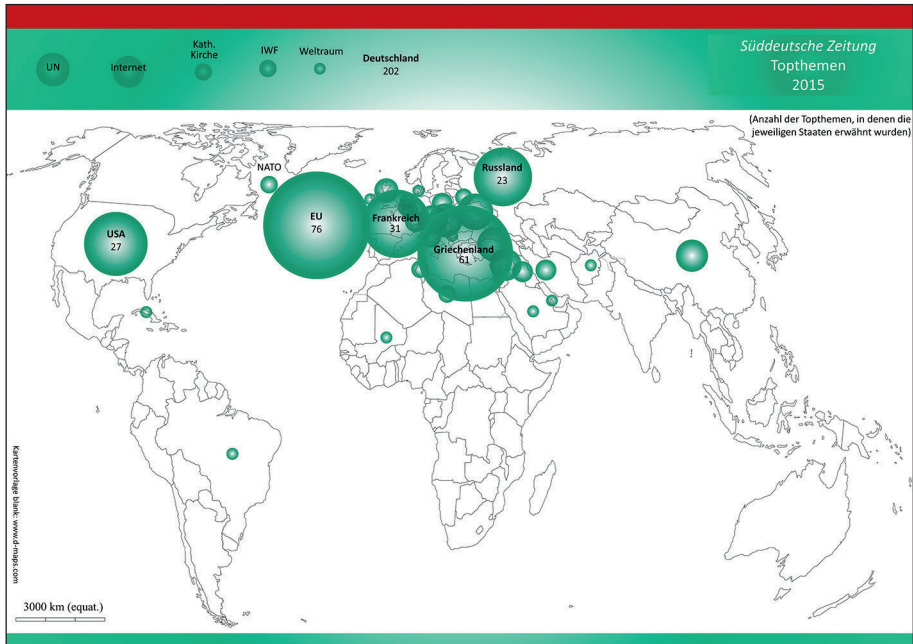 UN
Internet
Kath.
Kirche
IWF
Weltraum
Deutschland
202
Süddeutsche Zeitung
Topthemen
2015
(Anzahl der Topthemen, in denen die
jeweiligen Staaten erwähnt wurden)
NATO
Russland
23
EU
76
Frankreich
31
USA
27
Griechenland
61
Kartenvorlage blank: www.d-maps.com
3000 km (equat.)